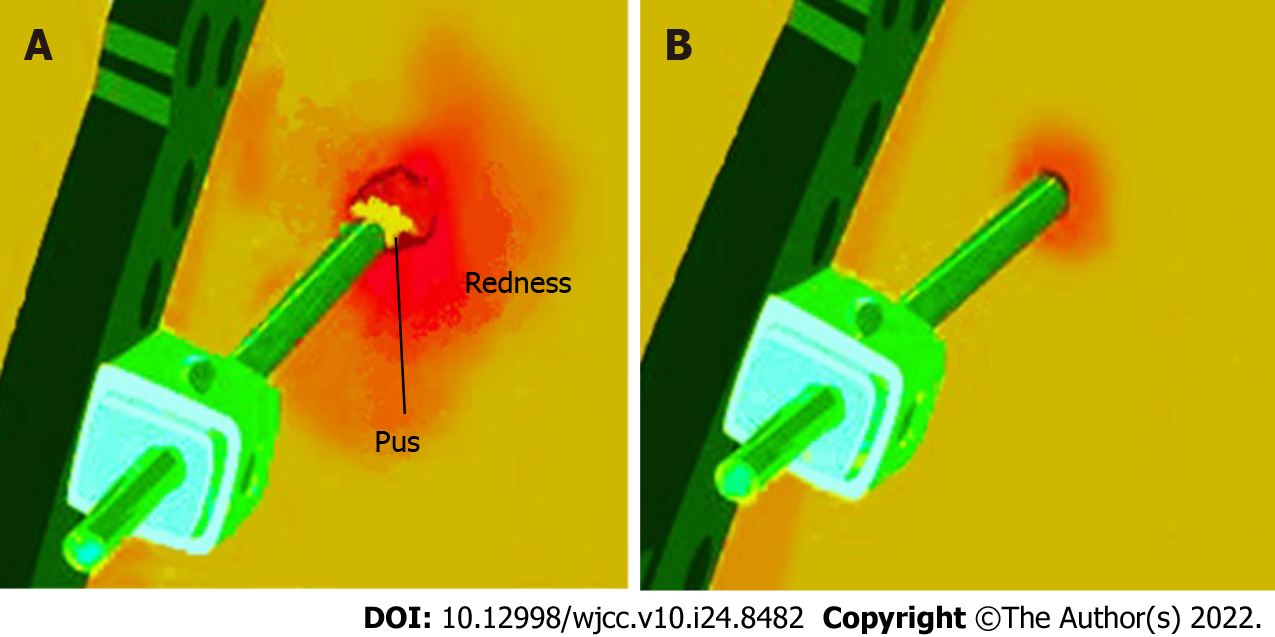 A
B
Redness
Pus
DOI: 10.12998/wjcc.v10.i24.8482 Copyright ©The Author(s) 2022.